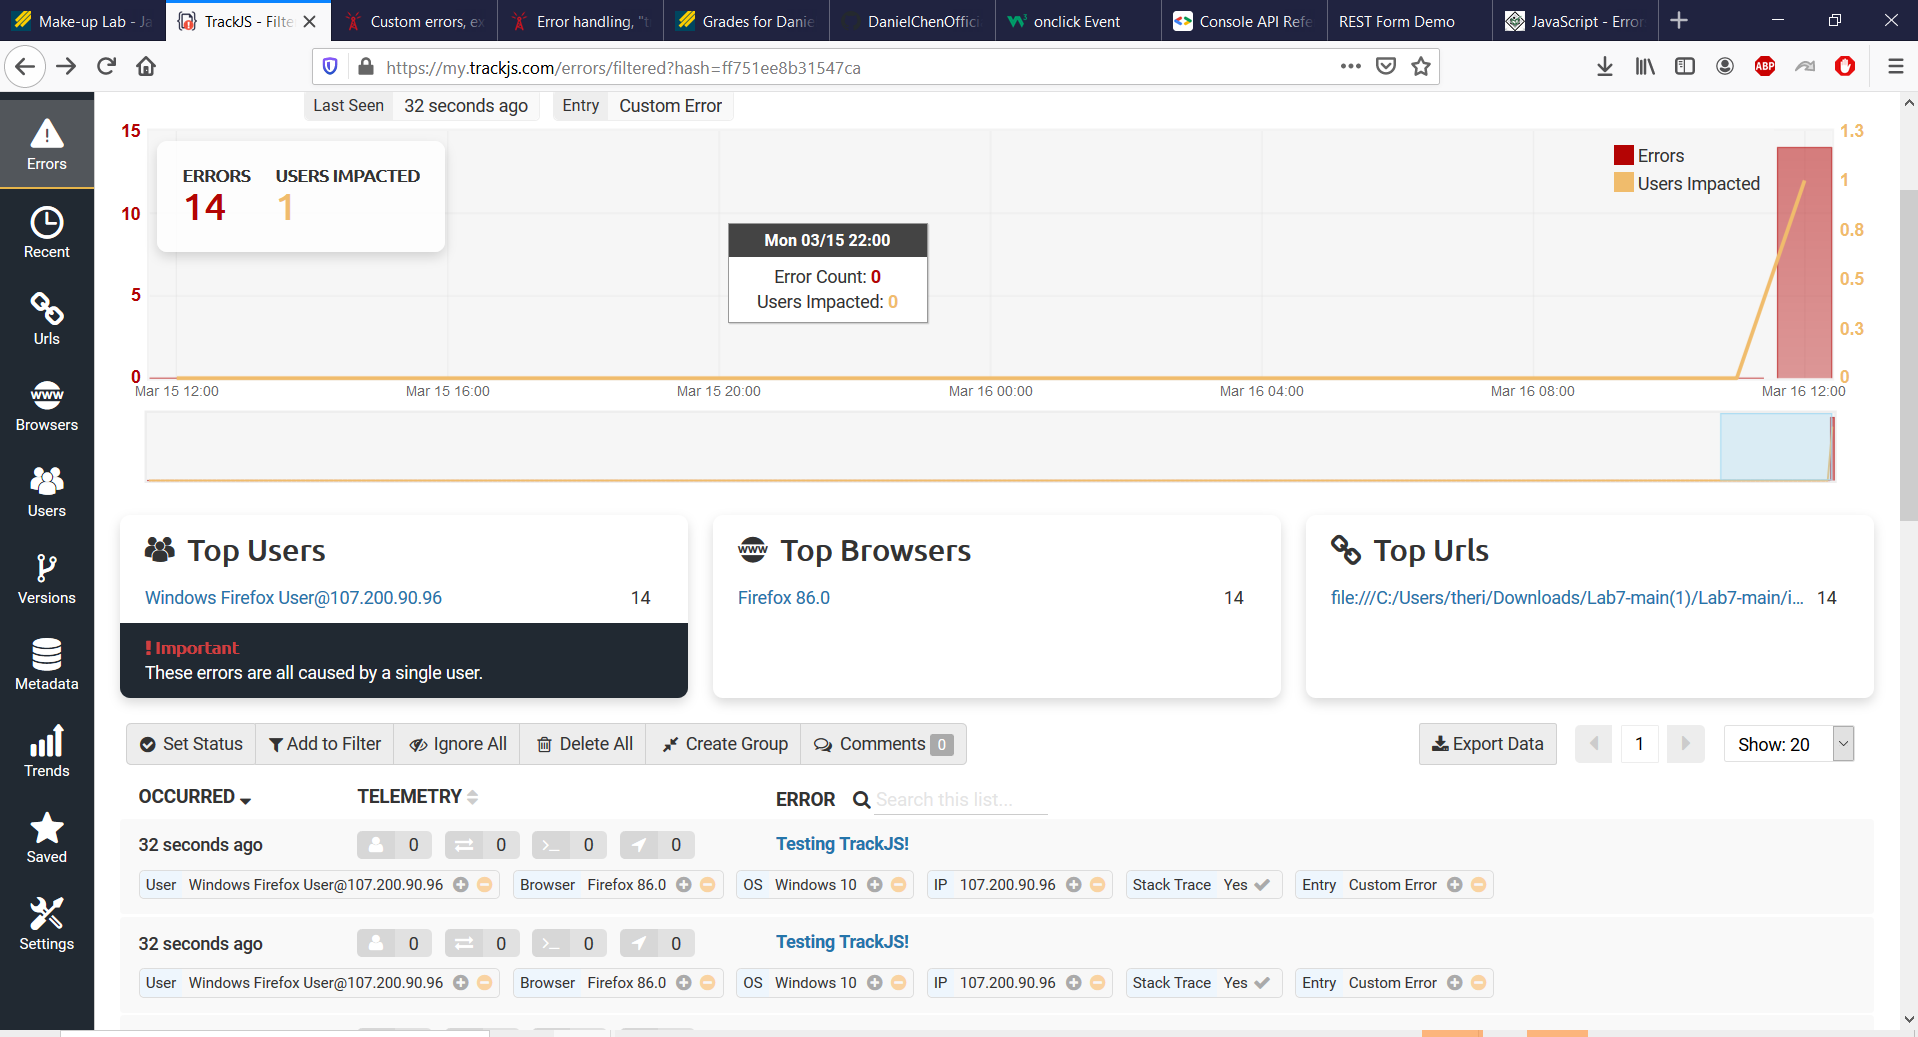 Make-up Lab - Ja
TrackJS - Filte
Custom errors, ex
Error handling, "t
Grades for Danie
DanielChenOffici
onclick Event
Console API Refe
REST Form Demo
JavaScript - Error
https://my.trackjs.com/errors/filtered?hash=ff751ee8b31547ca
ABP
Last Seen 32 seconds ago Entry Custom Error
Errors
Recent
Urls
www
Browsers
Users
Versions
Metadata
Trends
Saved
Settings
15
10
5
0
ERRORS USERS IMPACTED
14 1
Mon 03/15 22:00
Error Count: 0
Users Impacted: 0
Errors
Users Impacted
1.3
1
0.8
0.5
0.3
0
Mar 15 12:00 Mar 15 16:00 Mar 15 20:00 Mar 16 00:00 Mar 16 04:00 Mar 16 08:00 Mar 16 12:00
Top Users
Windows Firefox User@107.200.90.96 14
! Important
These errors are all caused by a single user.
www Top Browsers
Firefox 86.0 14
Top Urls
file:///C:/Users/theri/Downloads/Lab7-main(1)/Lab7-main/i... 14
Set Status Add to Filter Ignore All Delete All Create Group Comments 0
Export Data 1 Show: 20
OCCURRED TELEMETRY ERROR Search this list...
32 seconds ago 0 0 0 0 Testing TrackJS!
User Windows Firefox User@107.200.90.96 Browser Firefox 86.0 OS Windows 10 IP 107.200.90.96 Stack Trace Yes Entry Custom Error
32 seconds ago 0 0 0 0 Testing TrackJS!
User Windows Firefox User@107.200.90.96 Browser Firefox 86.0 OS Windows 10 IP 107.200.90.96 Stack Trace Yes Entry Custom Error